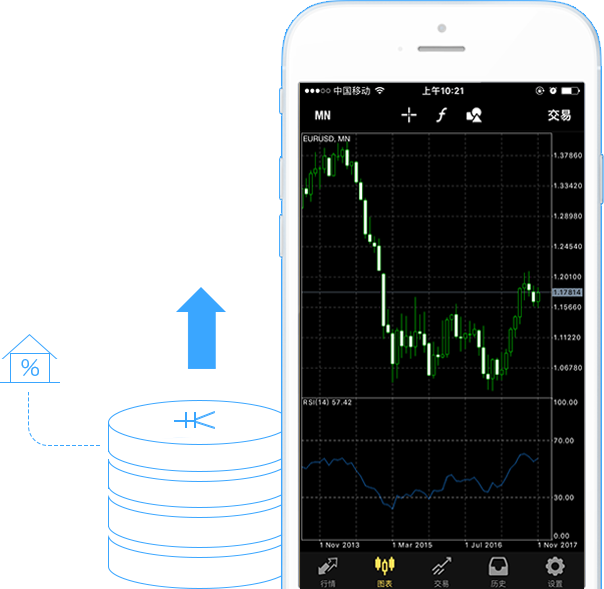 中国移动
上午10:21
MN
f
交易
EURUSD, MN
1.37860
1.33420
1.28980
1.24540
1.20100
1.17814
1.15660
1.11220
1.06780
RSI(14) 57.42
100.00
70.00
30.00
0.00
1 Nov 2013
1 Mar 2015
1 Jul 2016
1 Nov 2017
行情
图表
交易
历史
设置
%
¥